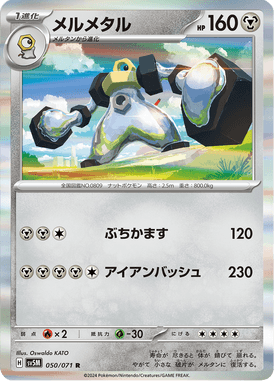 1進化
メルメタル
メルタンから進化
HP 160
全国図鑑NO.0809 ナットポケモン 高さ:2.5m 重さ:800.0kg
ぶちかます 120
アイアンバッシュ 230
弱点 ×2 抵抗力 -30 にげる
Illus. Oswaldo KATO
H SV5M 050/071 R
寿命が 尽きると 体が 錆びて 崩れる。
やがて 小さな 破片が メルタンに 復活する。
©2024 Pokémon/Nintendo/Creatures/GAME FREAK.